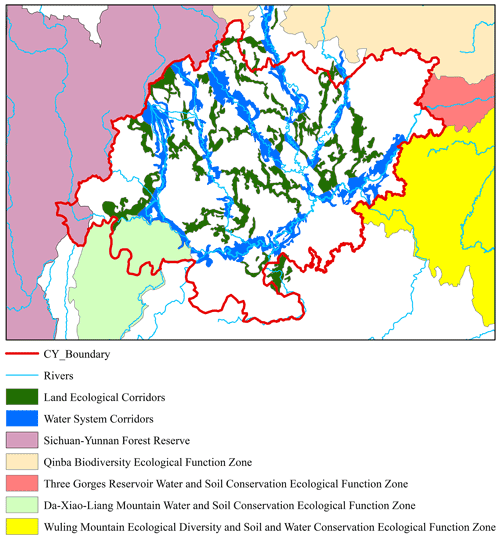 CY_Boundary
Rivers
Land Ecological Corridors
Water System Corridors
Sichuan-Yunnan Forest Reserve
Qinba Biodiversity Ecological Function Zone
Three Gorges Reservoir Water and Soil Conservation Ecological Function Zone
Da-Xiao-Liang Mountain Water and Soil Conservation Ecological Function Zone
Wuling Mountain Ecological Diversity and Soil and Water Conservation Ecological Function Zone